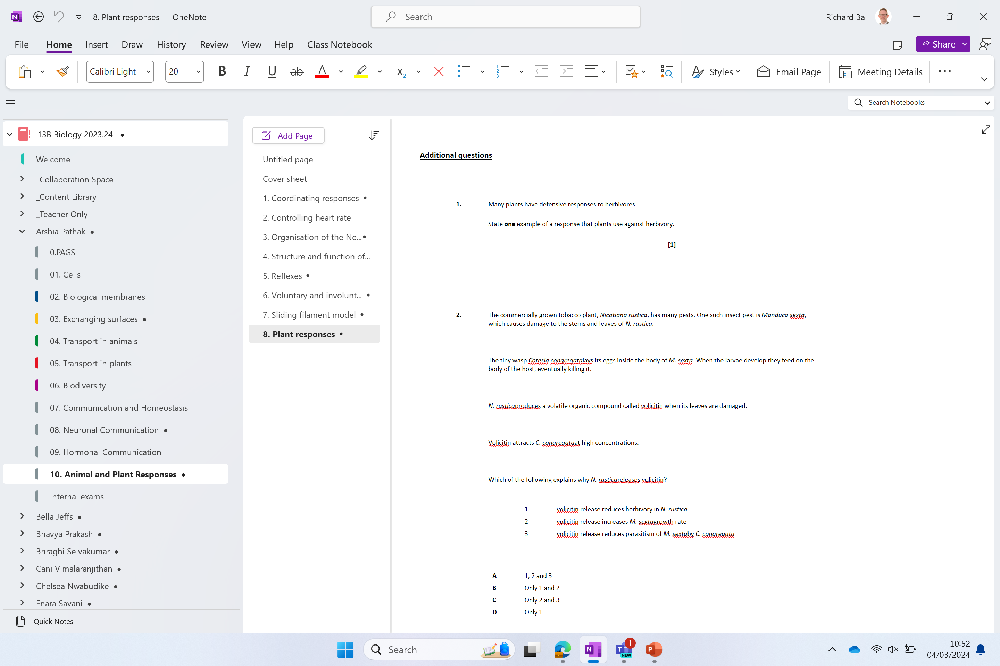 8. Plant responses - OneNote
Search
Richard Ball
File Home Insert Draw History Review View Help Class Notebook
Share
Calibri Light 20 B I U ab A X2 Styles Email Page Meeting Details
Search Notebooks
13B Biology 2023.24
Welcome
_Collaboration Space
_Content Library
_Teacher Only
Arshia Pathak
0.PAGS
01. Cells
02. Biological membranes
03. Exchanging surfaces
04. Transport in animals
05. Transport in plants
06. Biodiversity
07. Communication and Homeostasis
08. Neuronal Communication
09. Hormonal Communication
10. Animal and Plant Responses
Internal exams
Bella Jeffs
Bhavya Prakash
Bhraghi Selvakumar
Cani Vimalaranjithan
Chelsea Nwabudike
Enara Savani
Quick Notes
Add Page
Untitled page
Cover sheet
1. Coordinating responses
2. Controlling heart rate
3. Organisation of the Ne...
4. Structure and function of...
5. Reflexes
6. Voluntary and involunt...
7. Sliding filament model
8. Plant responses
Additional questions
1. Many plants have defensive responses to herbivores.
State one example of a response that plants use against herbivory.
[1]
2. The commercially grown tobacco plant, Nicotiana rustica, has many pests. One such insect pest is Manduca sexta,
which causes damage to the stems and leaves of N. rustica.
The tiny wasp Cotesia congregatalays its eggs inside the body of M. sexta. When the larvae develop they feed on the
body of the host, eventually killing it.
N. rusticaproduces a volatile organic compound called volicitin when its leaves are damaged.
Volicitin attracts C. congregataat high concentrations.
Which of the following explains why N. rusticareleases volicitin?
1 volicitin release reduces herbivory in N. rustica
2 volicitin release increases M. sextagrowth rate
3 volicitin release reduces parasitism of M. sextaby C. congregata
A 1, 2 and 3
B Only 1 and 2
C Only 2 and 3
D Only 1
Search
1
NEW
10:52
04/03/2024